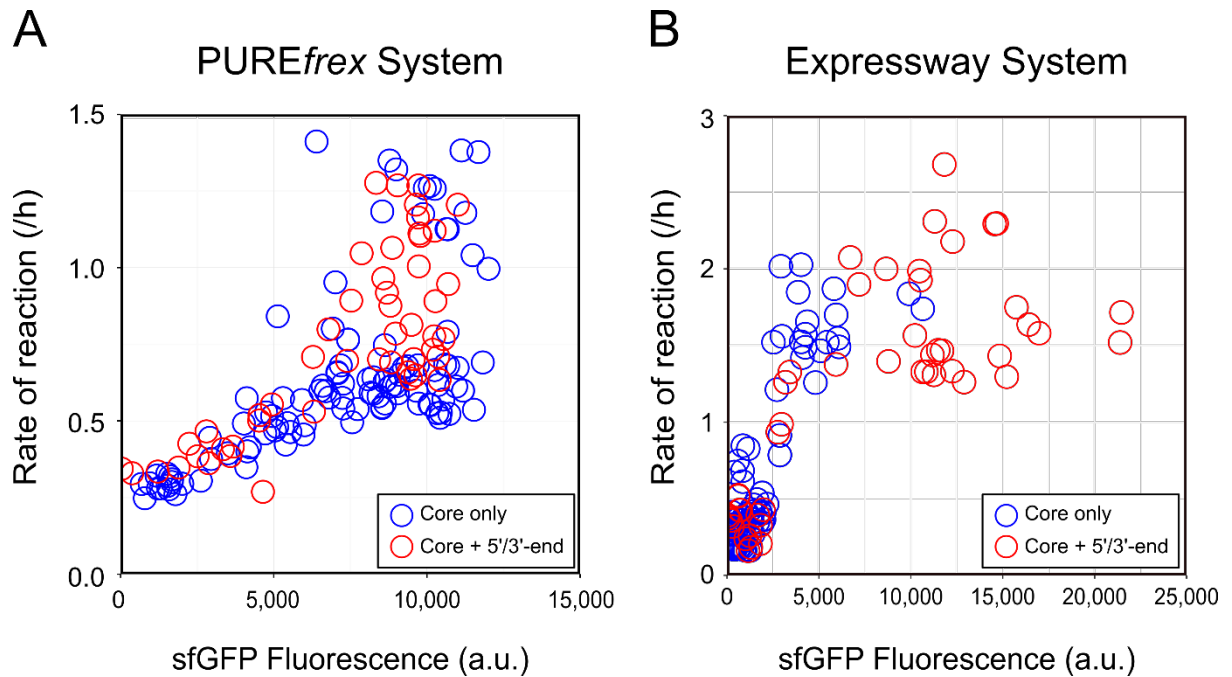 A
PUREfrex System
Rate of reaction (/h)
1.5
1.0
0.5
0.0
0
5,000
10,000
15,000
sfGFP Fluorescence (a.u.)
Core only
Core + 5'/3'-end
B
Expressway System
Rate of reaction (/h)
3
2
1
0
0
5,000
10,000
15,000
20,000
25,000
sfGFP Fluorescence (a.u.)
Core only
Core + 5'/3'-end